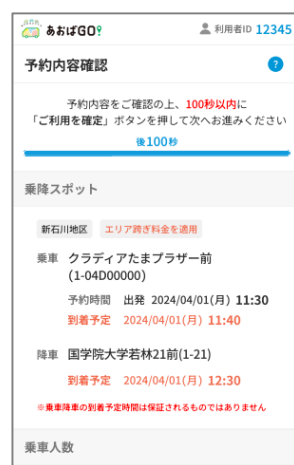 あおばGO!
利用者ID 12345
予約内容確認
?
予約内容をご確認の上、100秒以内に
「ご利用を確定」ボタンを押して次へお進みください
後100秒
乗降スポット
新石川地区 エリア跨ぎ料金を適用
乗車 クラディアたまプラザー前
(1-04D00000)
予約時間 出発 2024/04/01(月) 11:30
到着予定 2024/04/01(月) 11:40
降車 国学院大学若林21前(1-21)
到着予定 2024/04/01(月) 12:30
※乗車降車の到着予定時間は保証されるものではありません
乗車人数